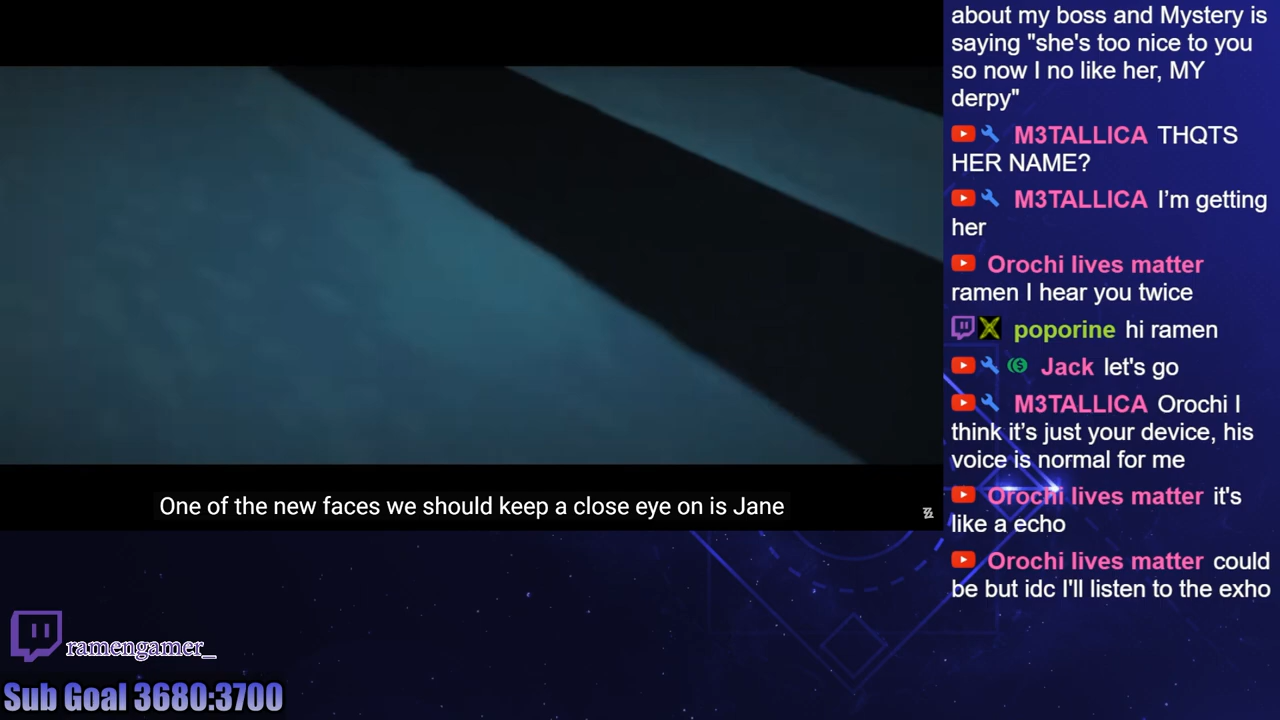 about my boss and Mystery is
saying "she's too nice to you
so now I no like her, MY
derpy"
M3TALLICA THQTS
HER NAME?
M3TALLICA I’m getting
her
Orochi lives matter
ramen I hear you twice
poporine hi ramen
Jack let's go
M3TALLICA Orochi I
think it’s just your device, his
voice is normal for me
Orochi lives matter it's
like a echo
Orochi lives matter could
be but idc I'll listen to the exho
One of the new faces we should keep a close eye on is Jane
ramengamer_
Sub Goal 3680:3700